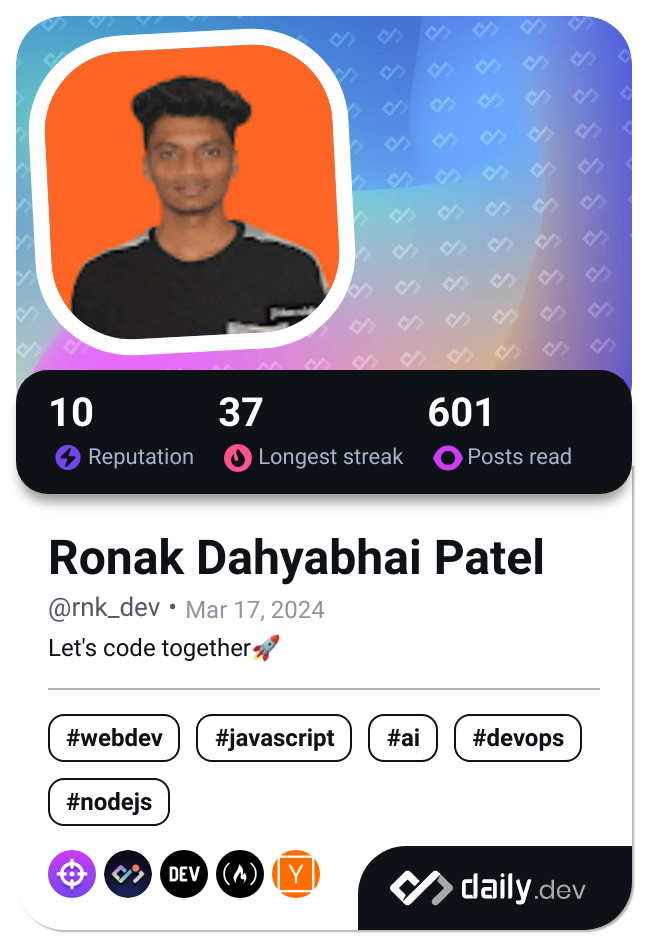 10 37 601
Reputation Longest streak Posts read
Ronak Dahyabhai Patel
@rnk_dev • Mar 17, 2024
Let's code together🚀
#webdev #javascript #ai #devops
#nodejs
DEV Y daily.dev